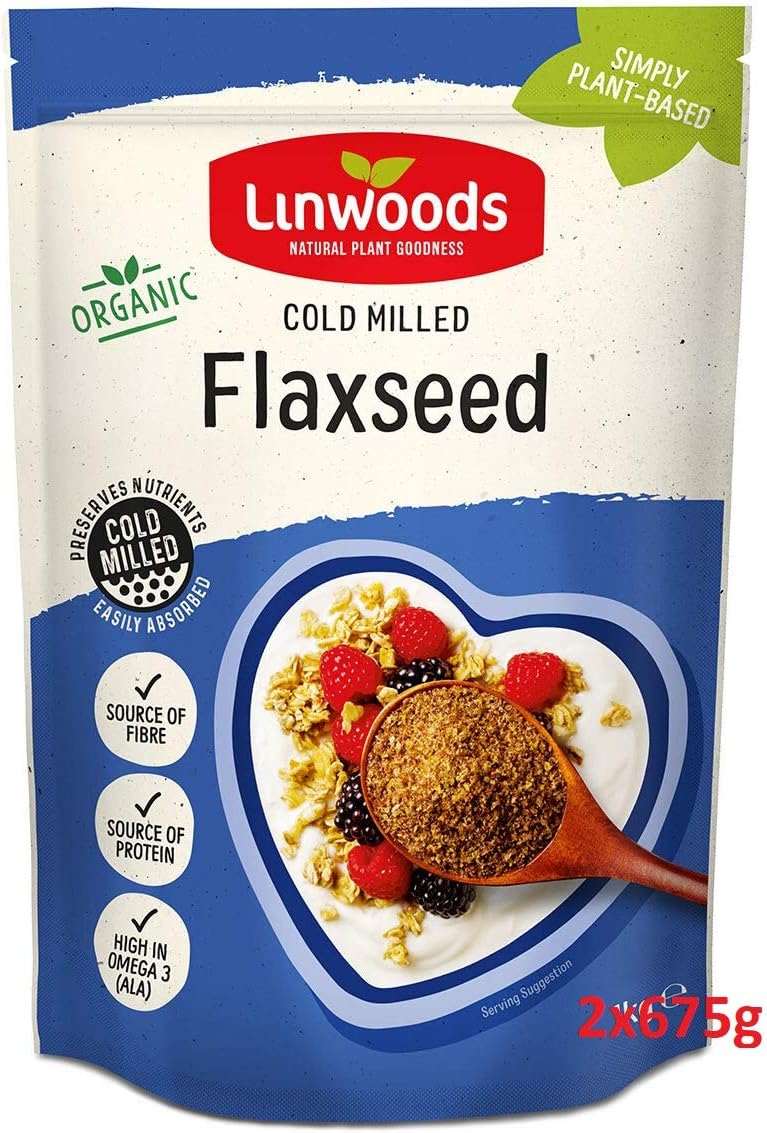 SIMPLY
PLANT-BASED
Linwoods
NATURAL PLANT GOODNESS
ORGANIC
COLD MILLED
Flaxseed
PRESERVES NUTRIENTS
COLD
MILLED
EASILY ABSORBED
SOURCE OF
FIBRE
SOURCE OF
PROTEIN
HIGH IN
OMEGA 3
(ALA)
Serving Suggestion
2x675g